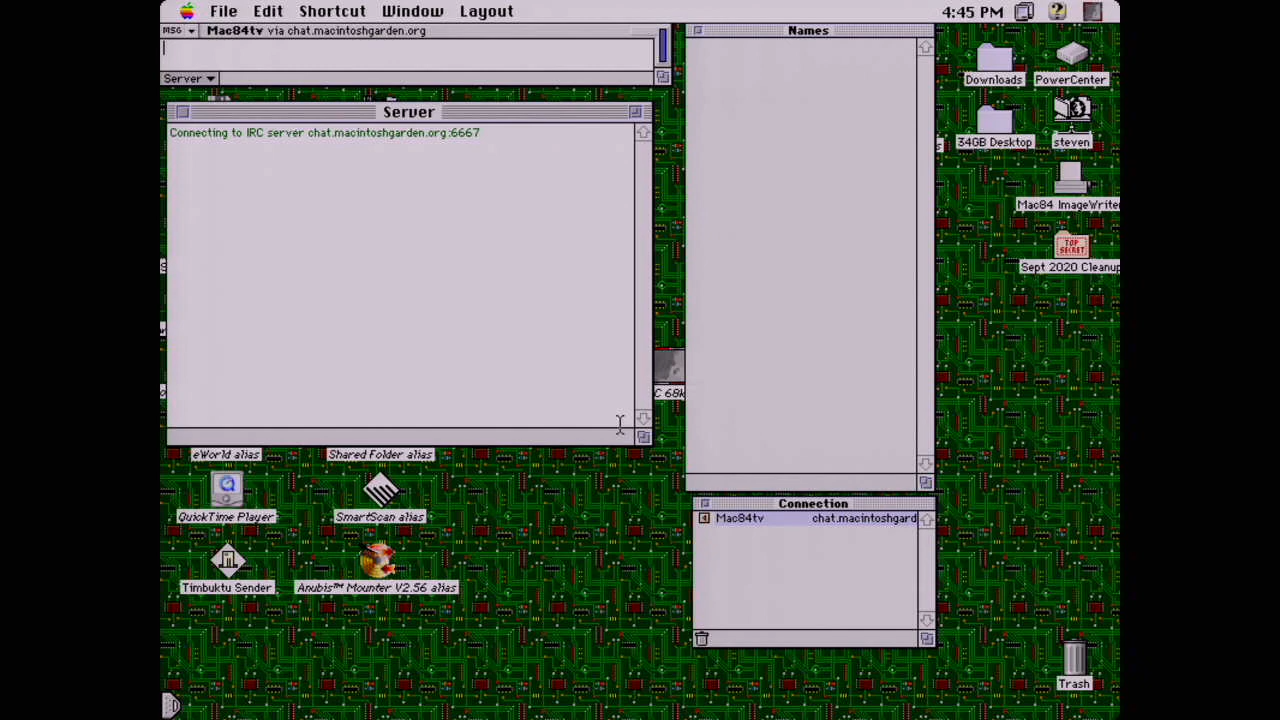 File Edit Shortcut Window Layout 4:45 PM
MSG Mac84tv via chat.macintoshgarden.org
Server
Server
Connecting to IRC server chat.macintoshgarden.org:6667
Names
Connection
Mac84tv chat.macintoshgard
Downloads
PowerCenter
34GB Desktop
steven
Mac84 ImageWriter
TOP SECRET
Sept 2020 Cleanup
C 68k
eWorld alias
Shared Folder alias
QuickTime Player
SmartScan alias
Timbuktu Sender
Anubis™ Mounter V2.56 alias
Trash